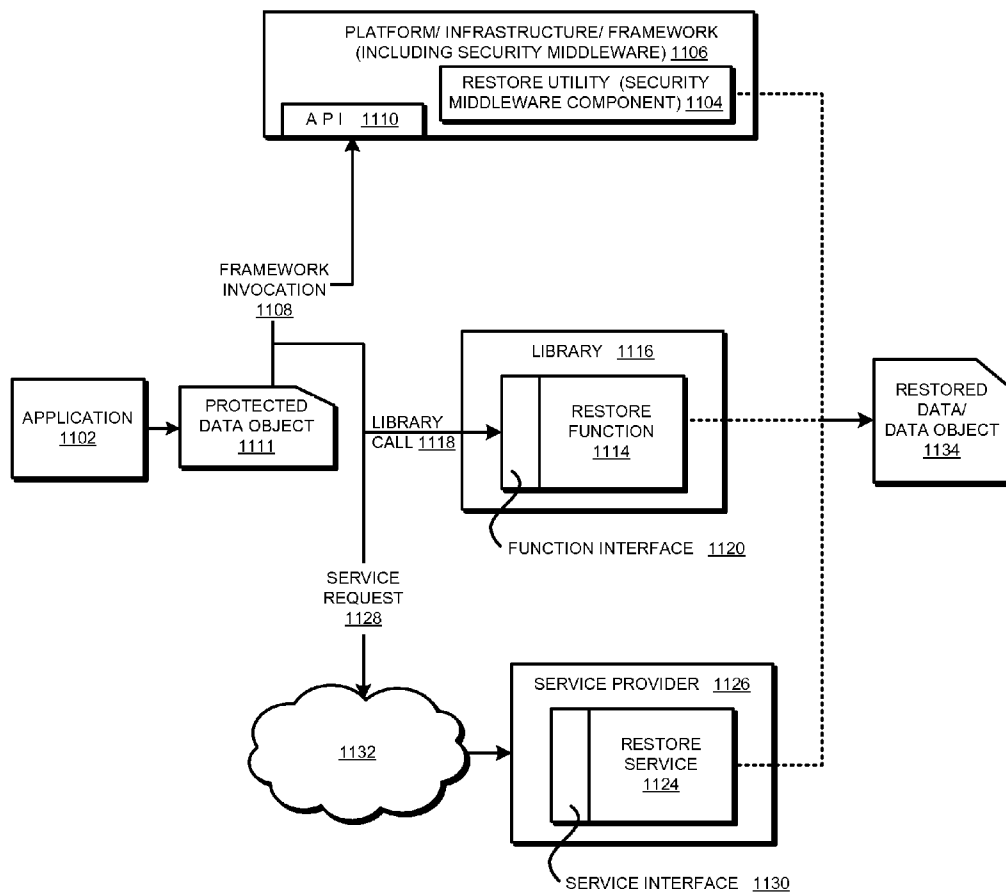 PLATFORM/ INFRASTRUCTURE/ FRAMEWORK
(INCLUDING SECURITY MIDDLEWARE) 1106
RESTORE UTILITY (SECURITY
MIDDLEWARE COMPONENT) 1104
A P I 1110
FRAMEWORK
INVOCATION
1108
LIBRARY 1116
APPLICATION
1102
PROTECTED
DATA OBJECT
1111
LIBRARY
CALL 1118
RESTORE
FUNCTION
1114
RESTORED
DATA/
DATA OBJECT
1134
FUNCTION INTERFACE 1120
SERVICE
REQUEST
1128
SERVICE PROVIDER 1126
1132
RESTORE
SERVICE
1124
SERVICE INTERFACE 1130